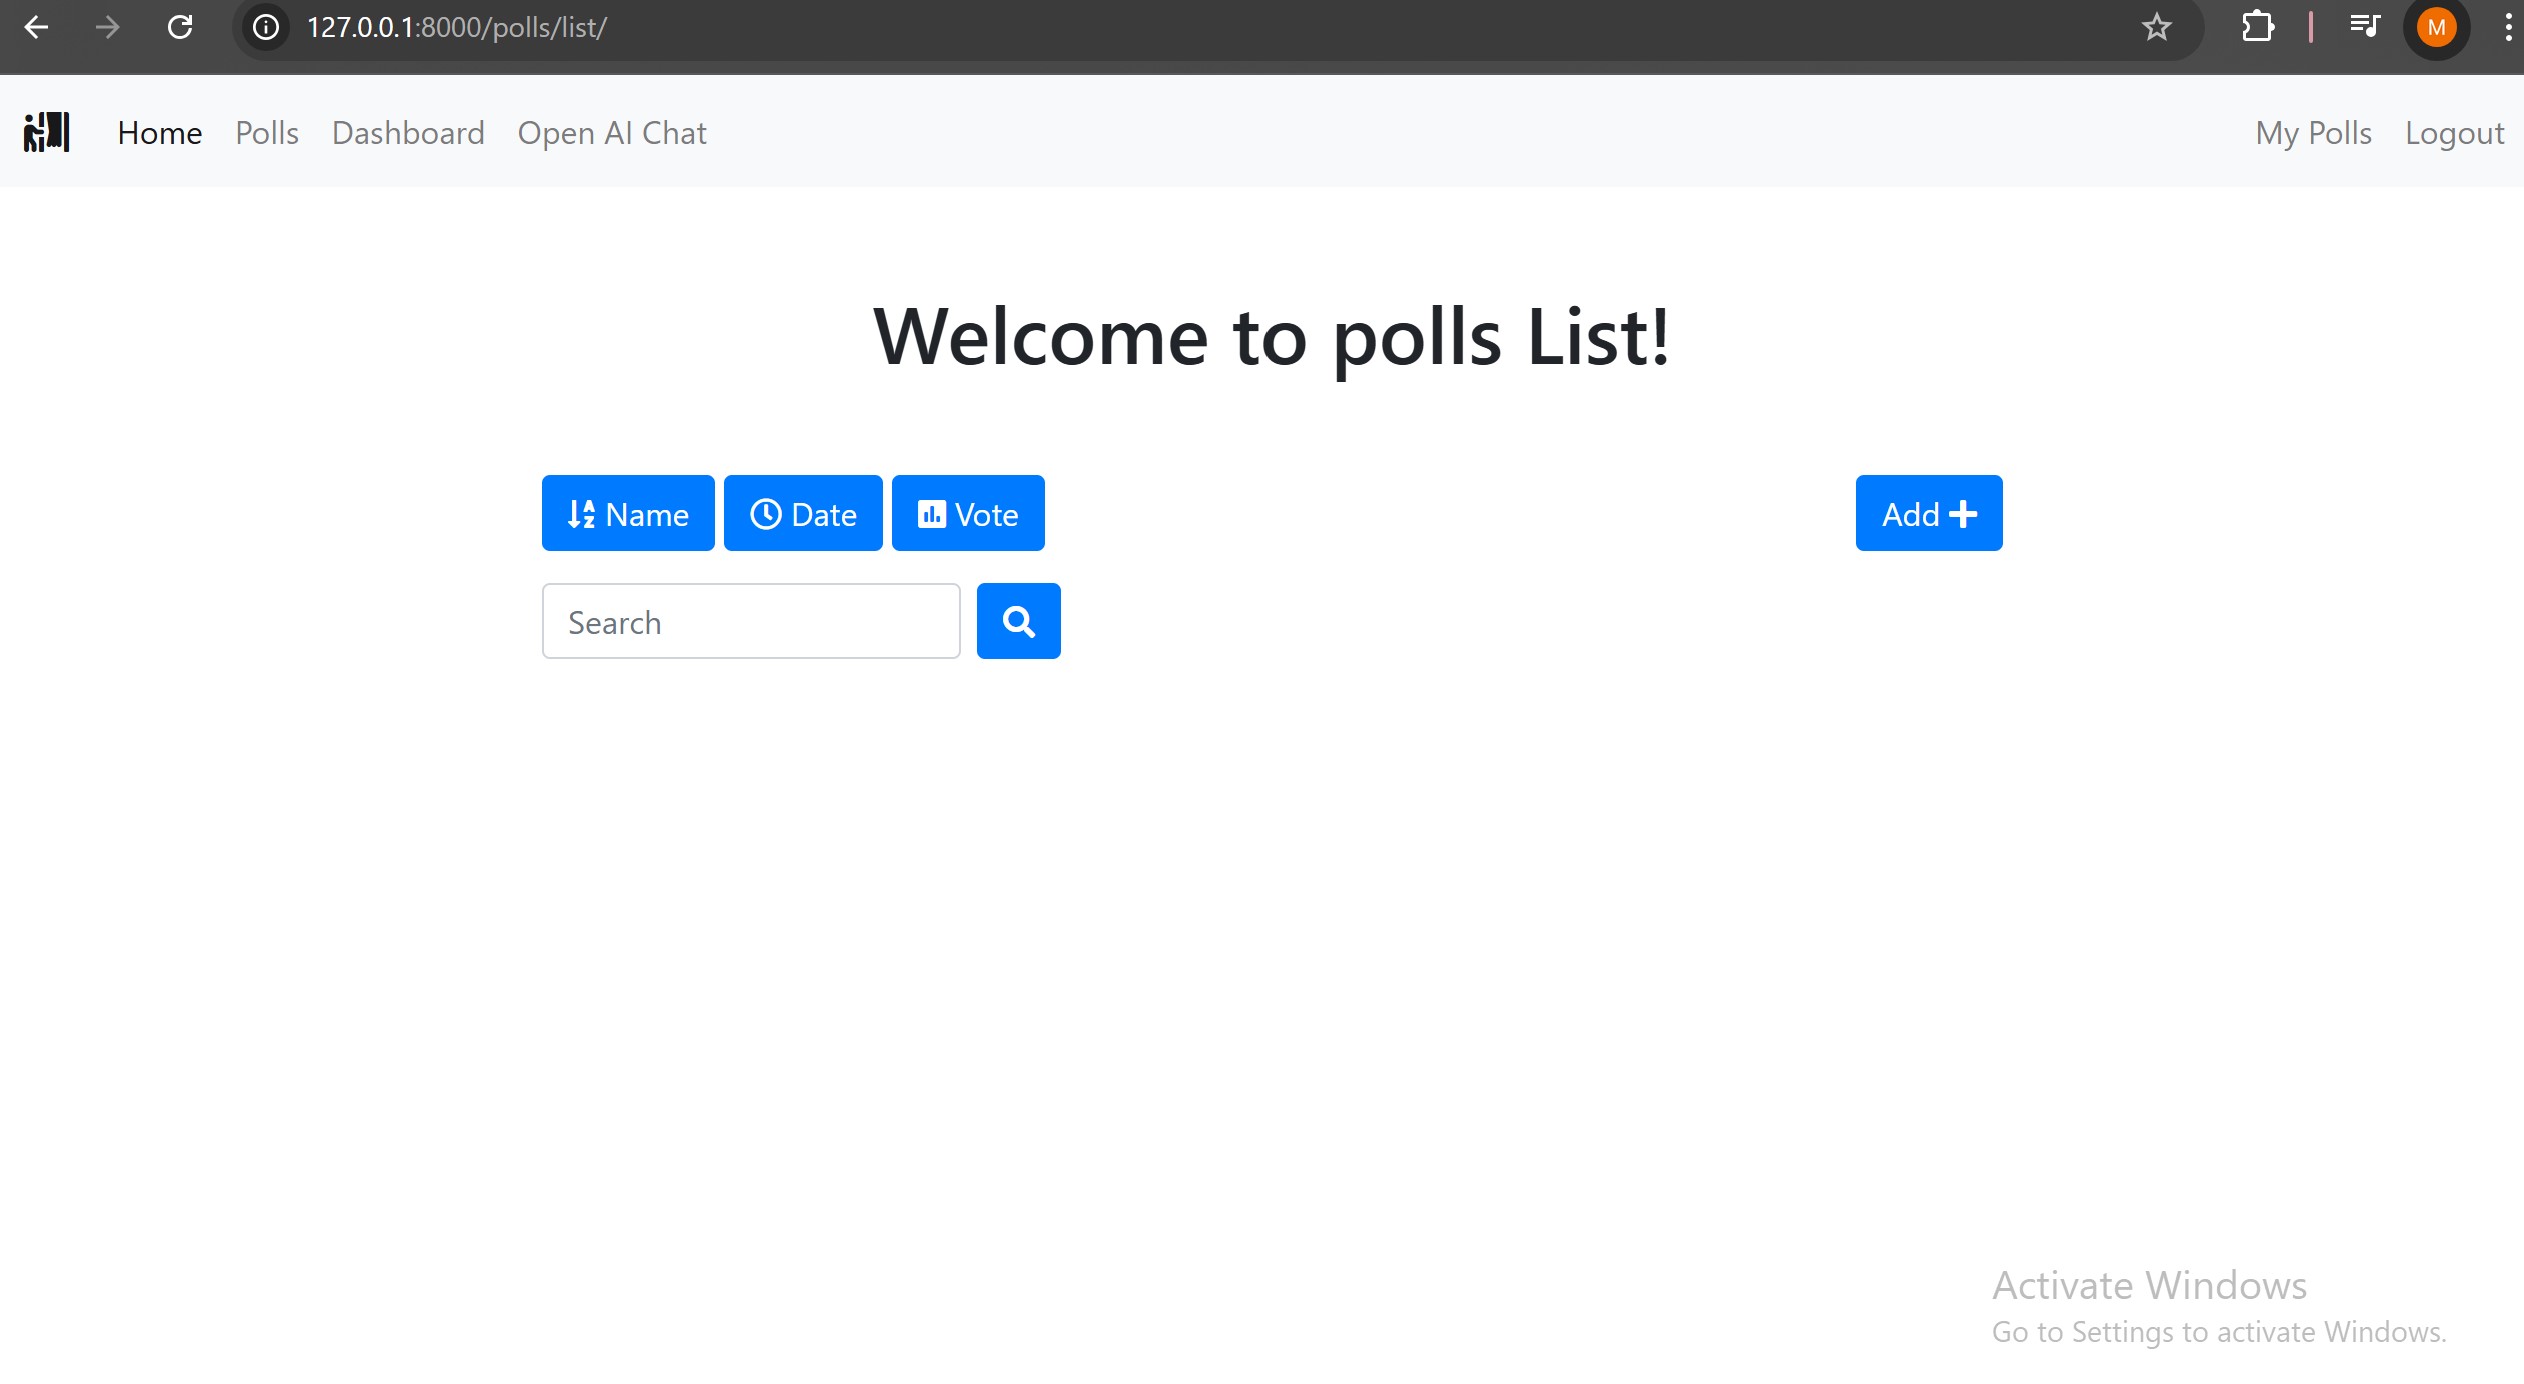 127.0.0.1:8000/polls/list/
M
Home Polls Dashboard Open AI Chat My Polls Logout
Welcome to polls List!
Name Date Vote Add
Search
Activate Windows
Go to Settings to activate Windows.